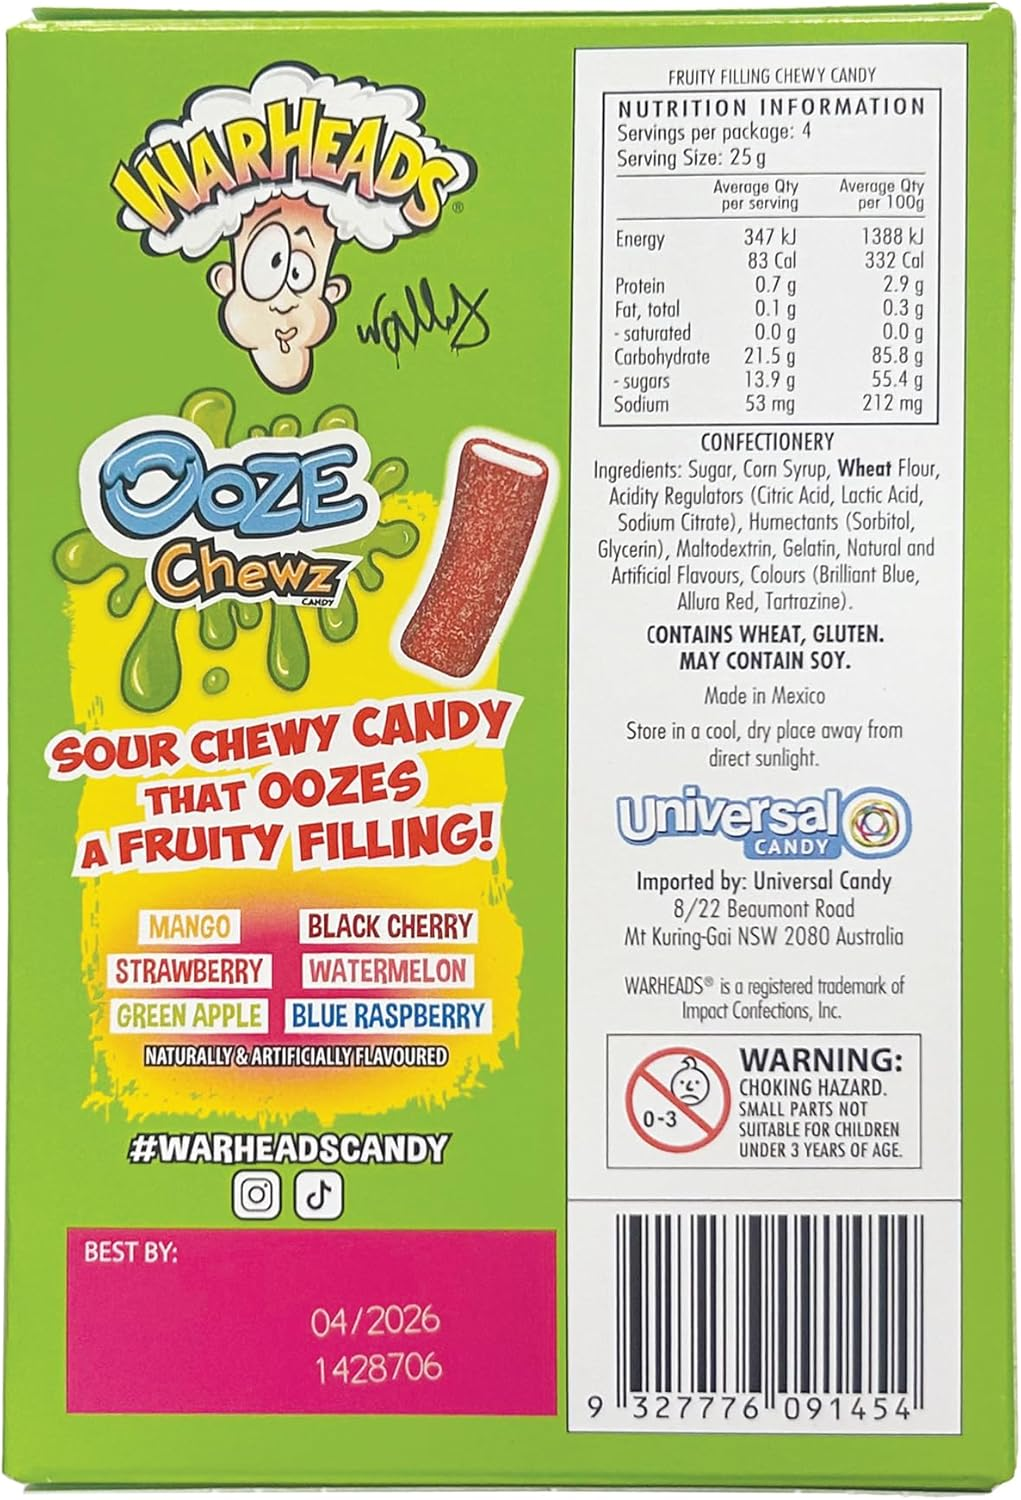 WARHEADS®
Wally
OOZE
Chewz
CANDY
SOUR CHEWY CANDY
THAT OOZES
A FRUITY FILLING!
MANGO
BLACK CHERRY
STRAWBERRY
WATERMELON
GREEN APPLE
BLUE RASPBERRY
NATURALLY & ARTIFICIALLY FLAVOURED
#WARHEADSCANDY
BEST BY:
04/2026
1428706
FRUITY FILLING CHEWY CANDY
NUTRITION INFORMATION
Servings per package: 4
Serving Size: 25 g
Average Qty Average Qty
per serving per 100g
Energy 347 kJ 1388 kJ
83 Cal 332 Cal
Protein 0.7 g 2.9 g
Fat, total 0.1 g 0.3 g
- saturated 0.0 g 0.0 g
Carbohydrate 21.5 g 85.8 g
- sugars 13.9 g 55.4 g
Sodium 53 mg 212 mg
CONFECTIONERY
Ingredients: Sugar, Corn Syrup, Wheat Flour,
Acidity Regulators (Citric Acid, Lactic Acid,
Sodium Citrate), Humectants (Sorbitol,
Glycerin), Maltodextrin, Gelatin, Natural and
Artificial Flavours, Colours (Brilliant Blue,
Allura Red, Tartrazine).
CONTAINS WHEAT, GLUTEN.
MAY CONTAIN SOY.
Made in Mexico
Store in a cool, dry place away from
direct sunlight.
Universal
CANDY
Imported by: Universal Candy
8/22 Beaumont Road
Mt Kuring-Gai NSW 2080 Australia
WARHEADS® is a registered trademark of
Impact Confections, Inc.
0-3
WARNING:
CHOKING HAZARD.
SMALL PARTS NOT
SUITABLE FOR CHILDREN
UNDER 3 YEARS OF AGE.
9 327776 091454